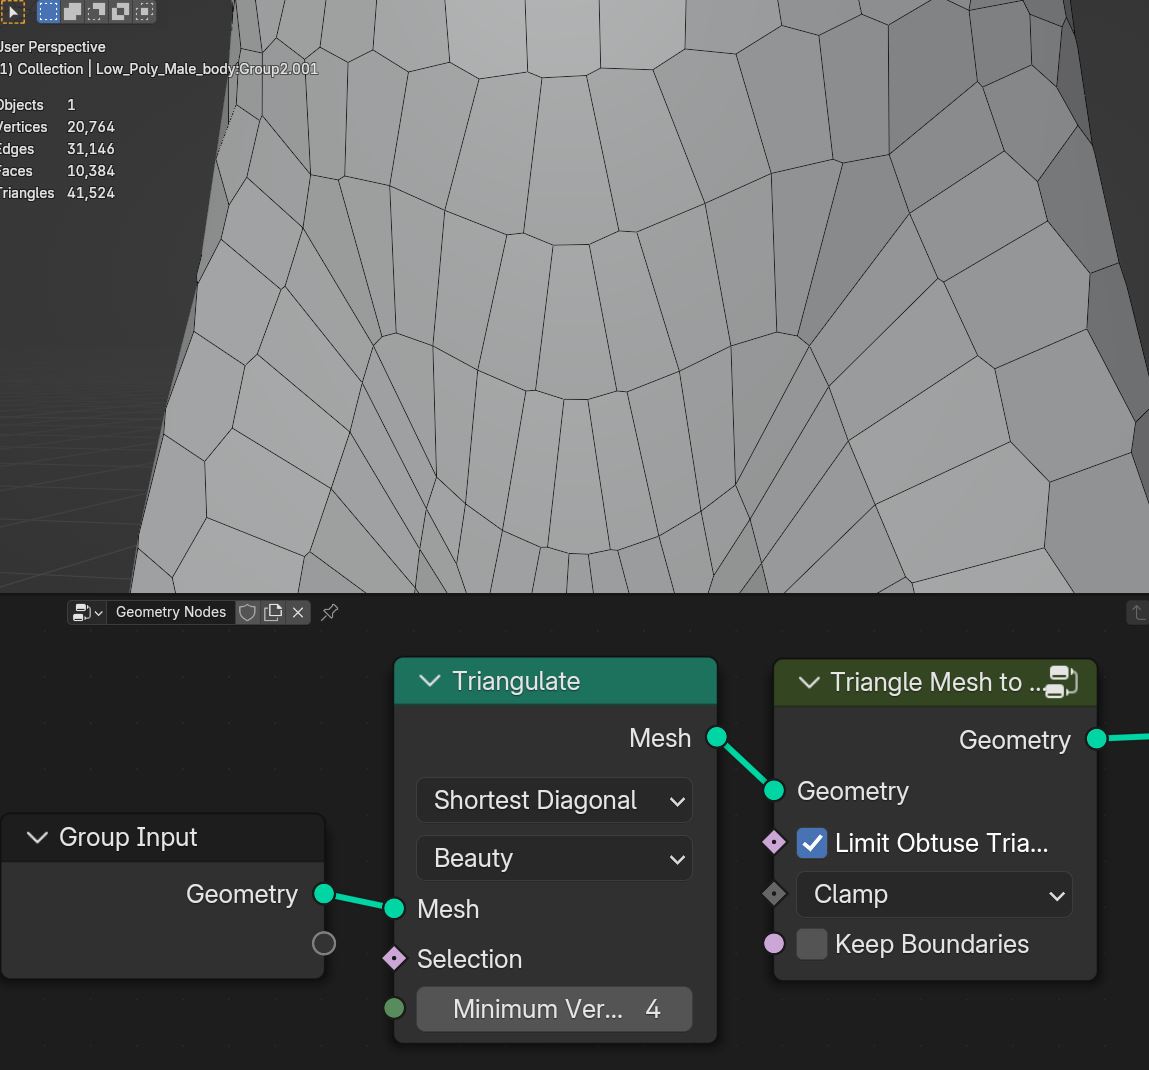 User Perspective
1) Collection | Low_Poly_Male_body:Group2.001
Objects 1
Vertices 20,764
Edges 31,146
Faces 10,384
Triangles 41,524
Geometry Nodes
Triangulate
Mesh
Shortest Diagonal
Beauty
Mesh
Selection
Minimum Ver... 4
Triangle Mesh to ...
Geometry
Geometry
Limit Obtuse Tria...
Clamp
Keep Boundaries
Group Input
Geometry